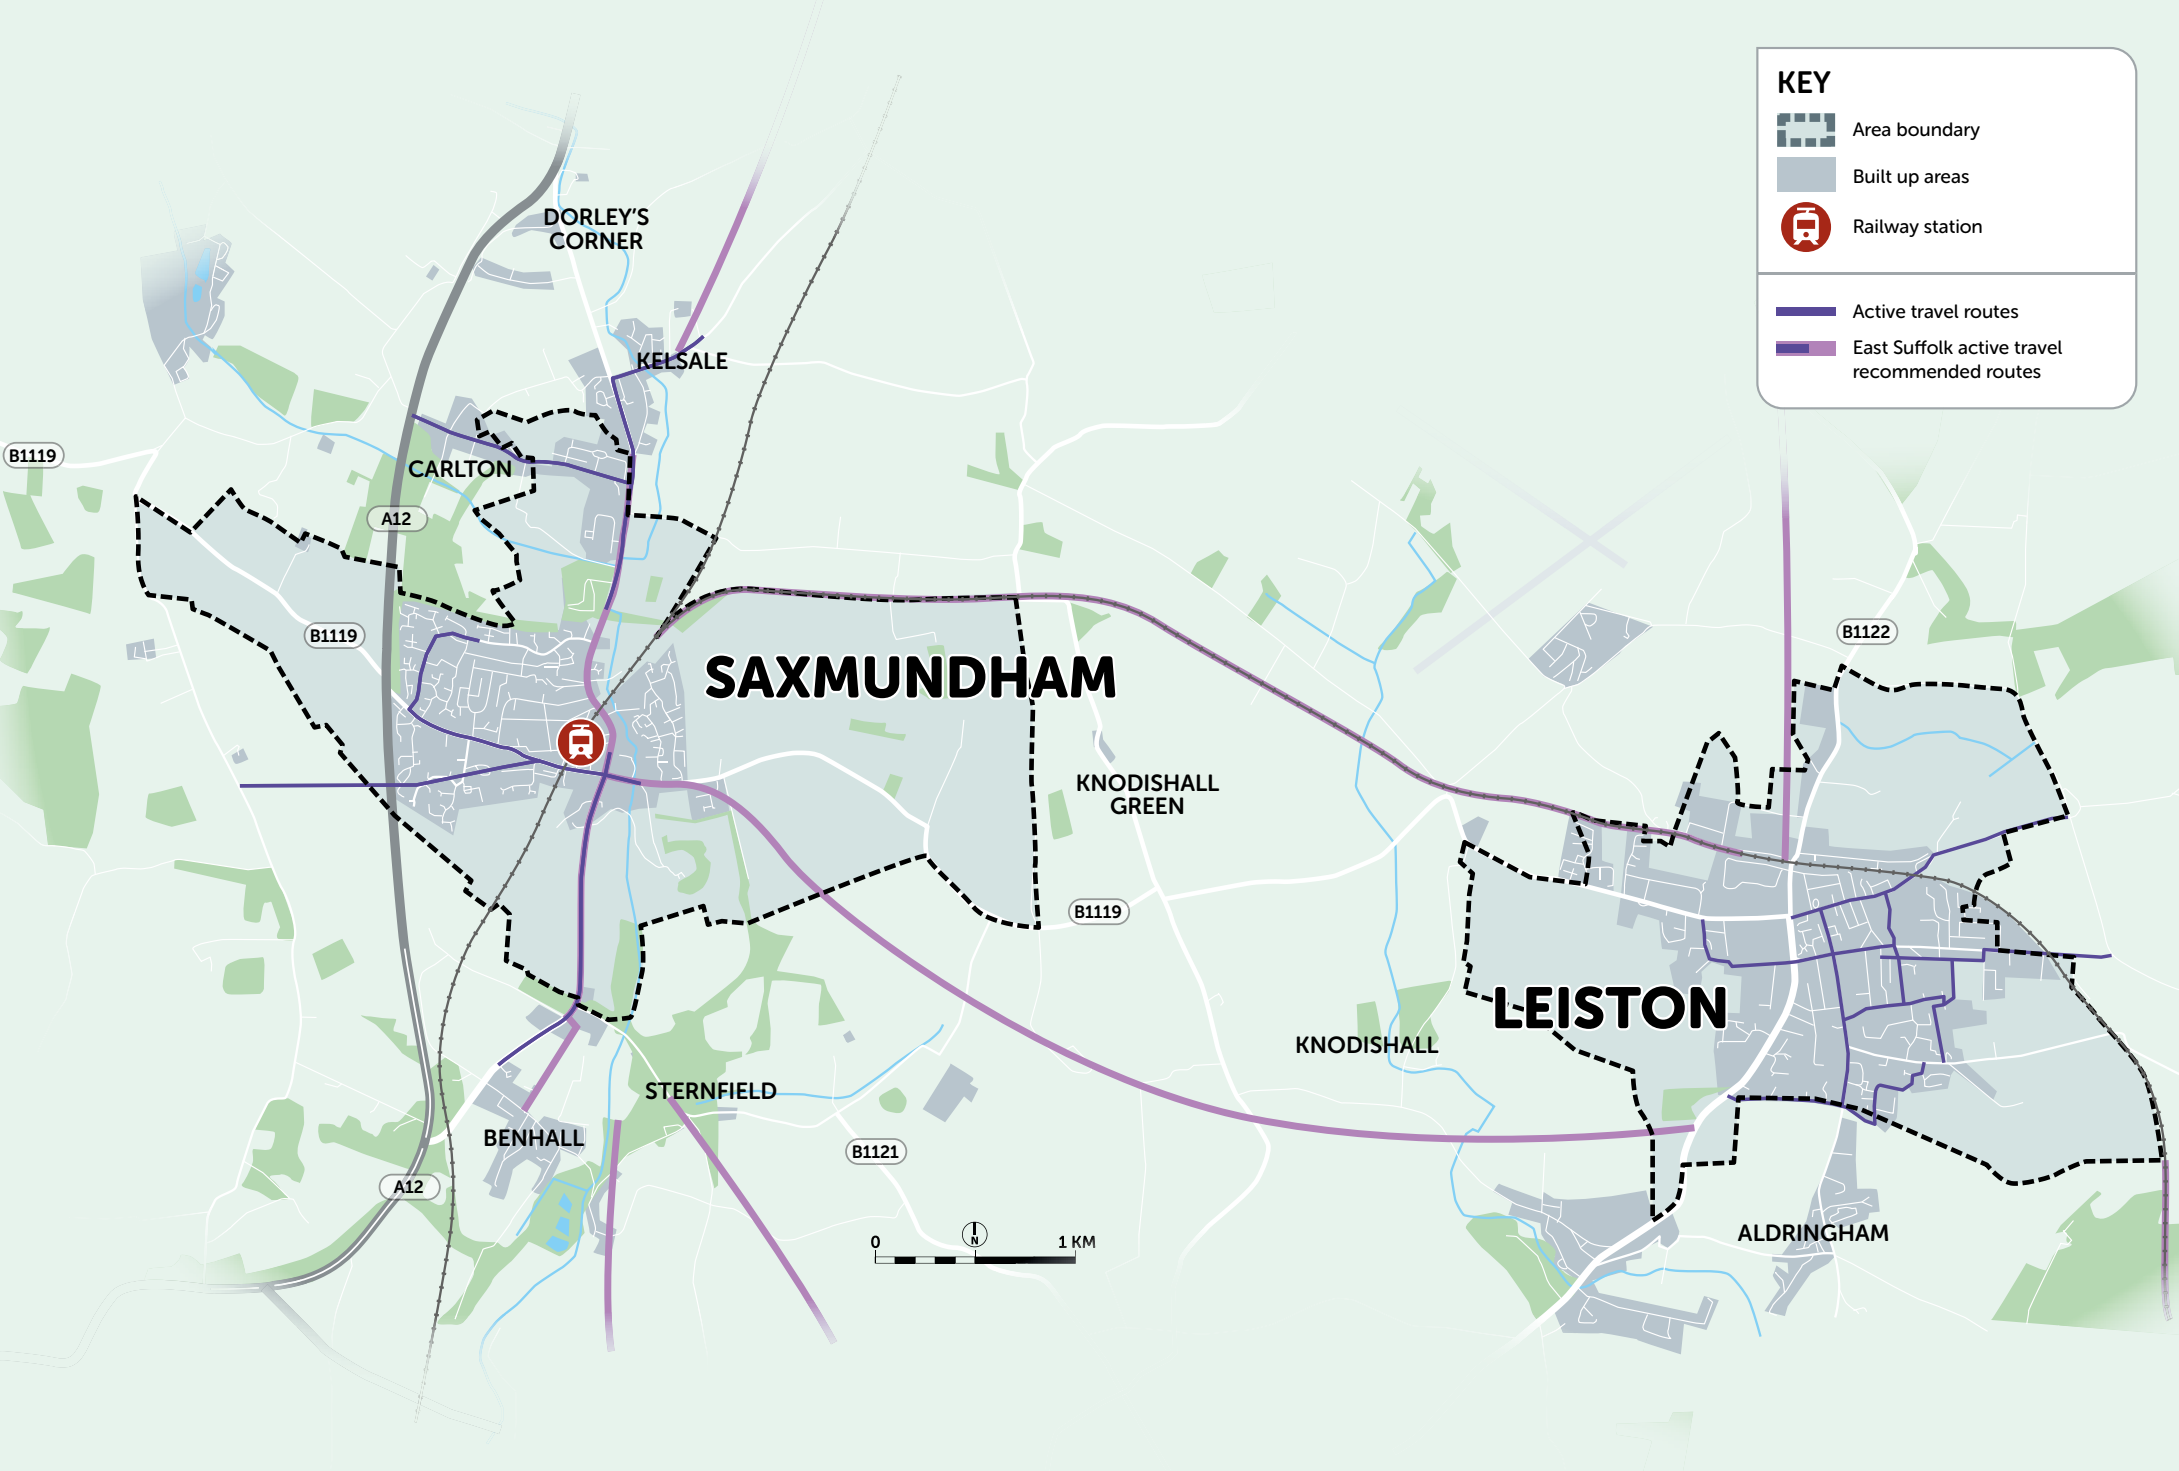 KEY
Area boundary
Built up areas
Railway station
Active travel routes
East Suffolk active travel
recommended routes
DORLEY'S
CORNER
KELSALE
B1119
CARLTON
A12
B1119
B1122
SAXMUNDHAM
KNODISHALL
GREEN
B1119
LEISTON
KNODISHALL
STERNFIELD
BENHALL
B1121
A12
ALDRINGHAM
0
N
1 KM